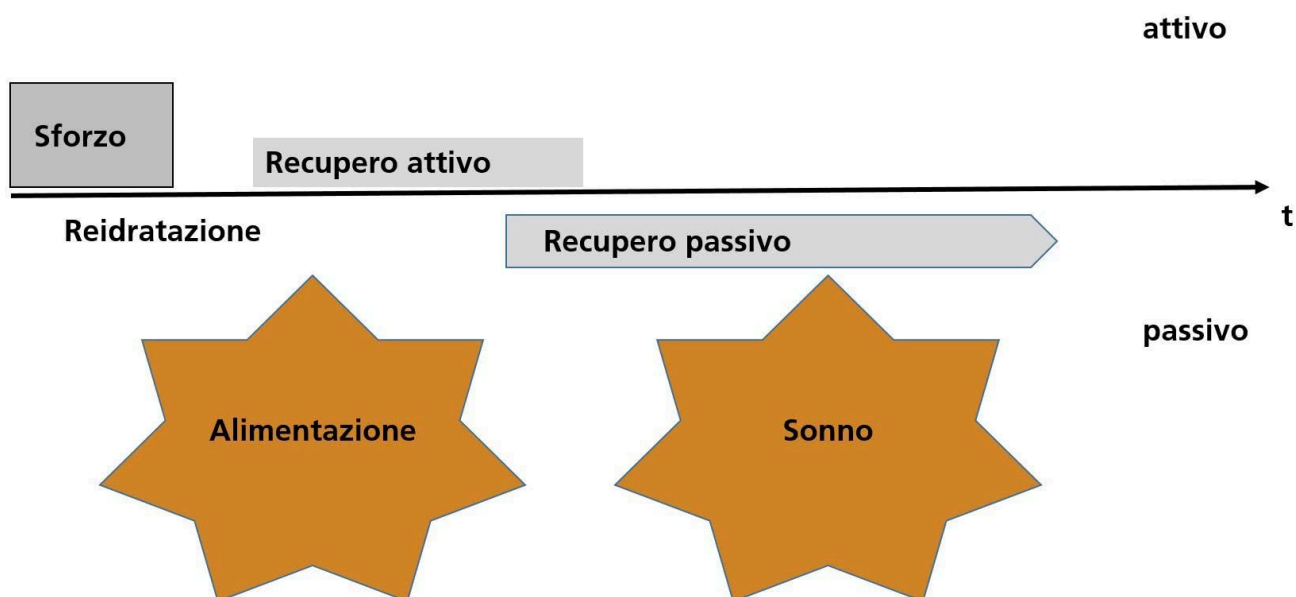 attivo
Sforzo
Recupero attivo
t
Reidratazione
Recupero passivo
passivo
Alimentazione
Sonno